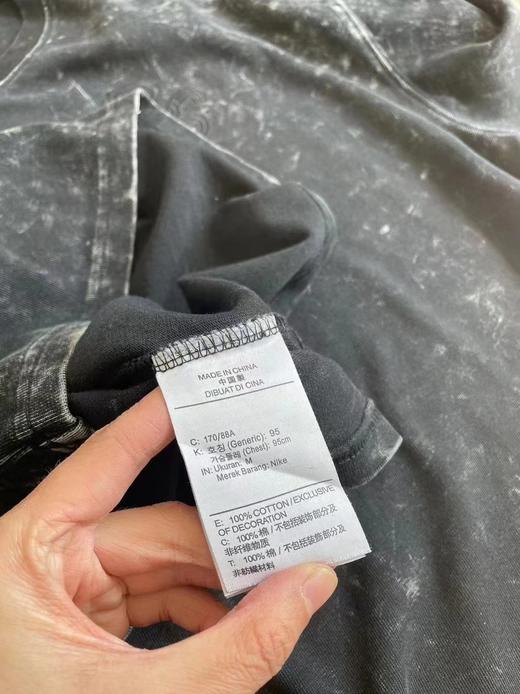 MADE IN CHINA
中国製
DIBUAT DI CINA
C: 170/88A
K: 호칭 (Generic): 95
가슴둘레 (Chest): 95cm
IN: Ukuran: M
Merek Barang: Nike
E: 100% COTTON/EXCLUSIVE
OF DECORATION
C: 100% 棉/不包括装饰部分及
非纤维物质
T: 100% 棉/不包括装飾部分及
非紡織材料